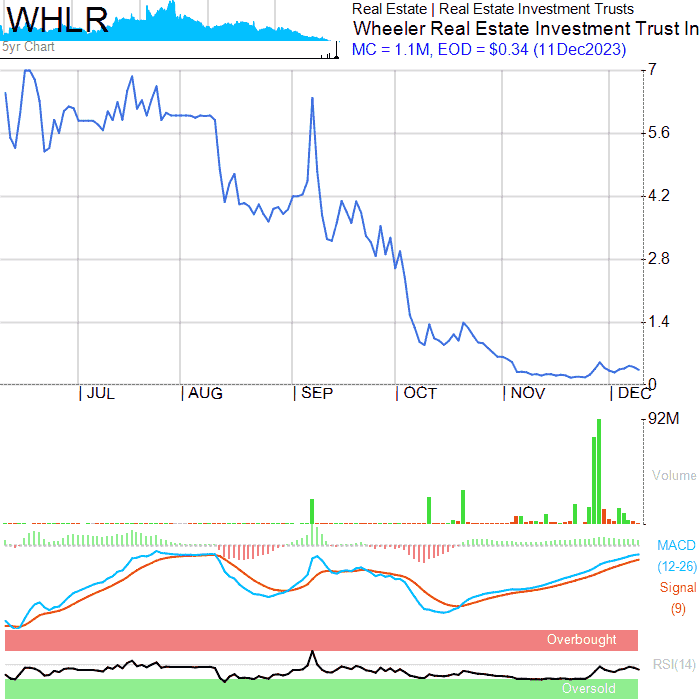 WHLR
5yr Chart
Real Estate | Real Estate Investment Trusts
Wheeler Real Estate Investment Trust In
MC = 1.1M, EOD = $0.34 (11Dec2023)
7
5.6
4.2
2.8
1.4
0
| JUL | AUG | SEP | OCT | NOV | DEC
92M
Volume
MACD
(12-26)
Signal
(9)
Overbought
RSI(14)
Oversold